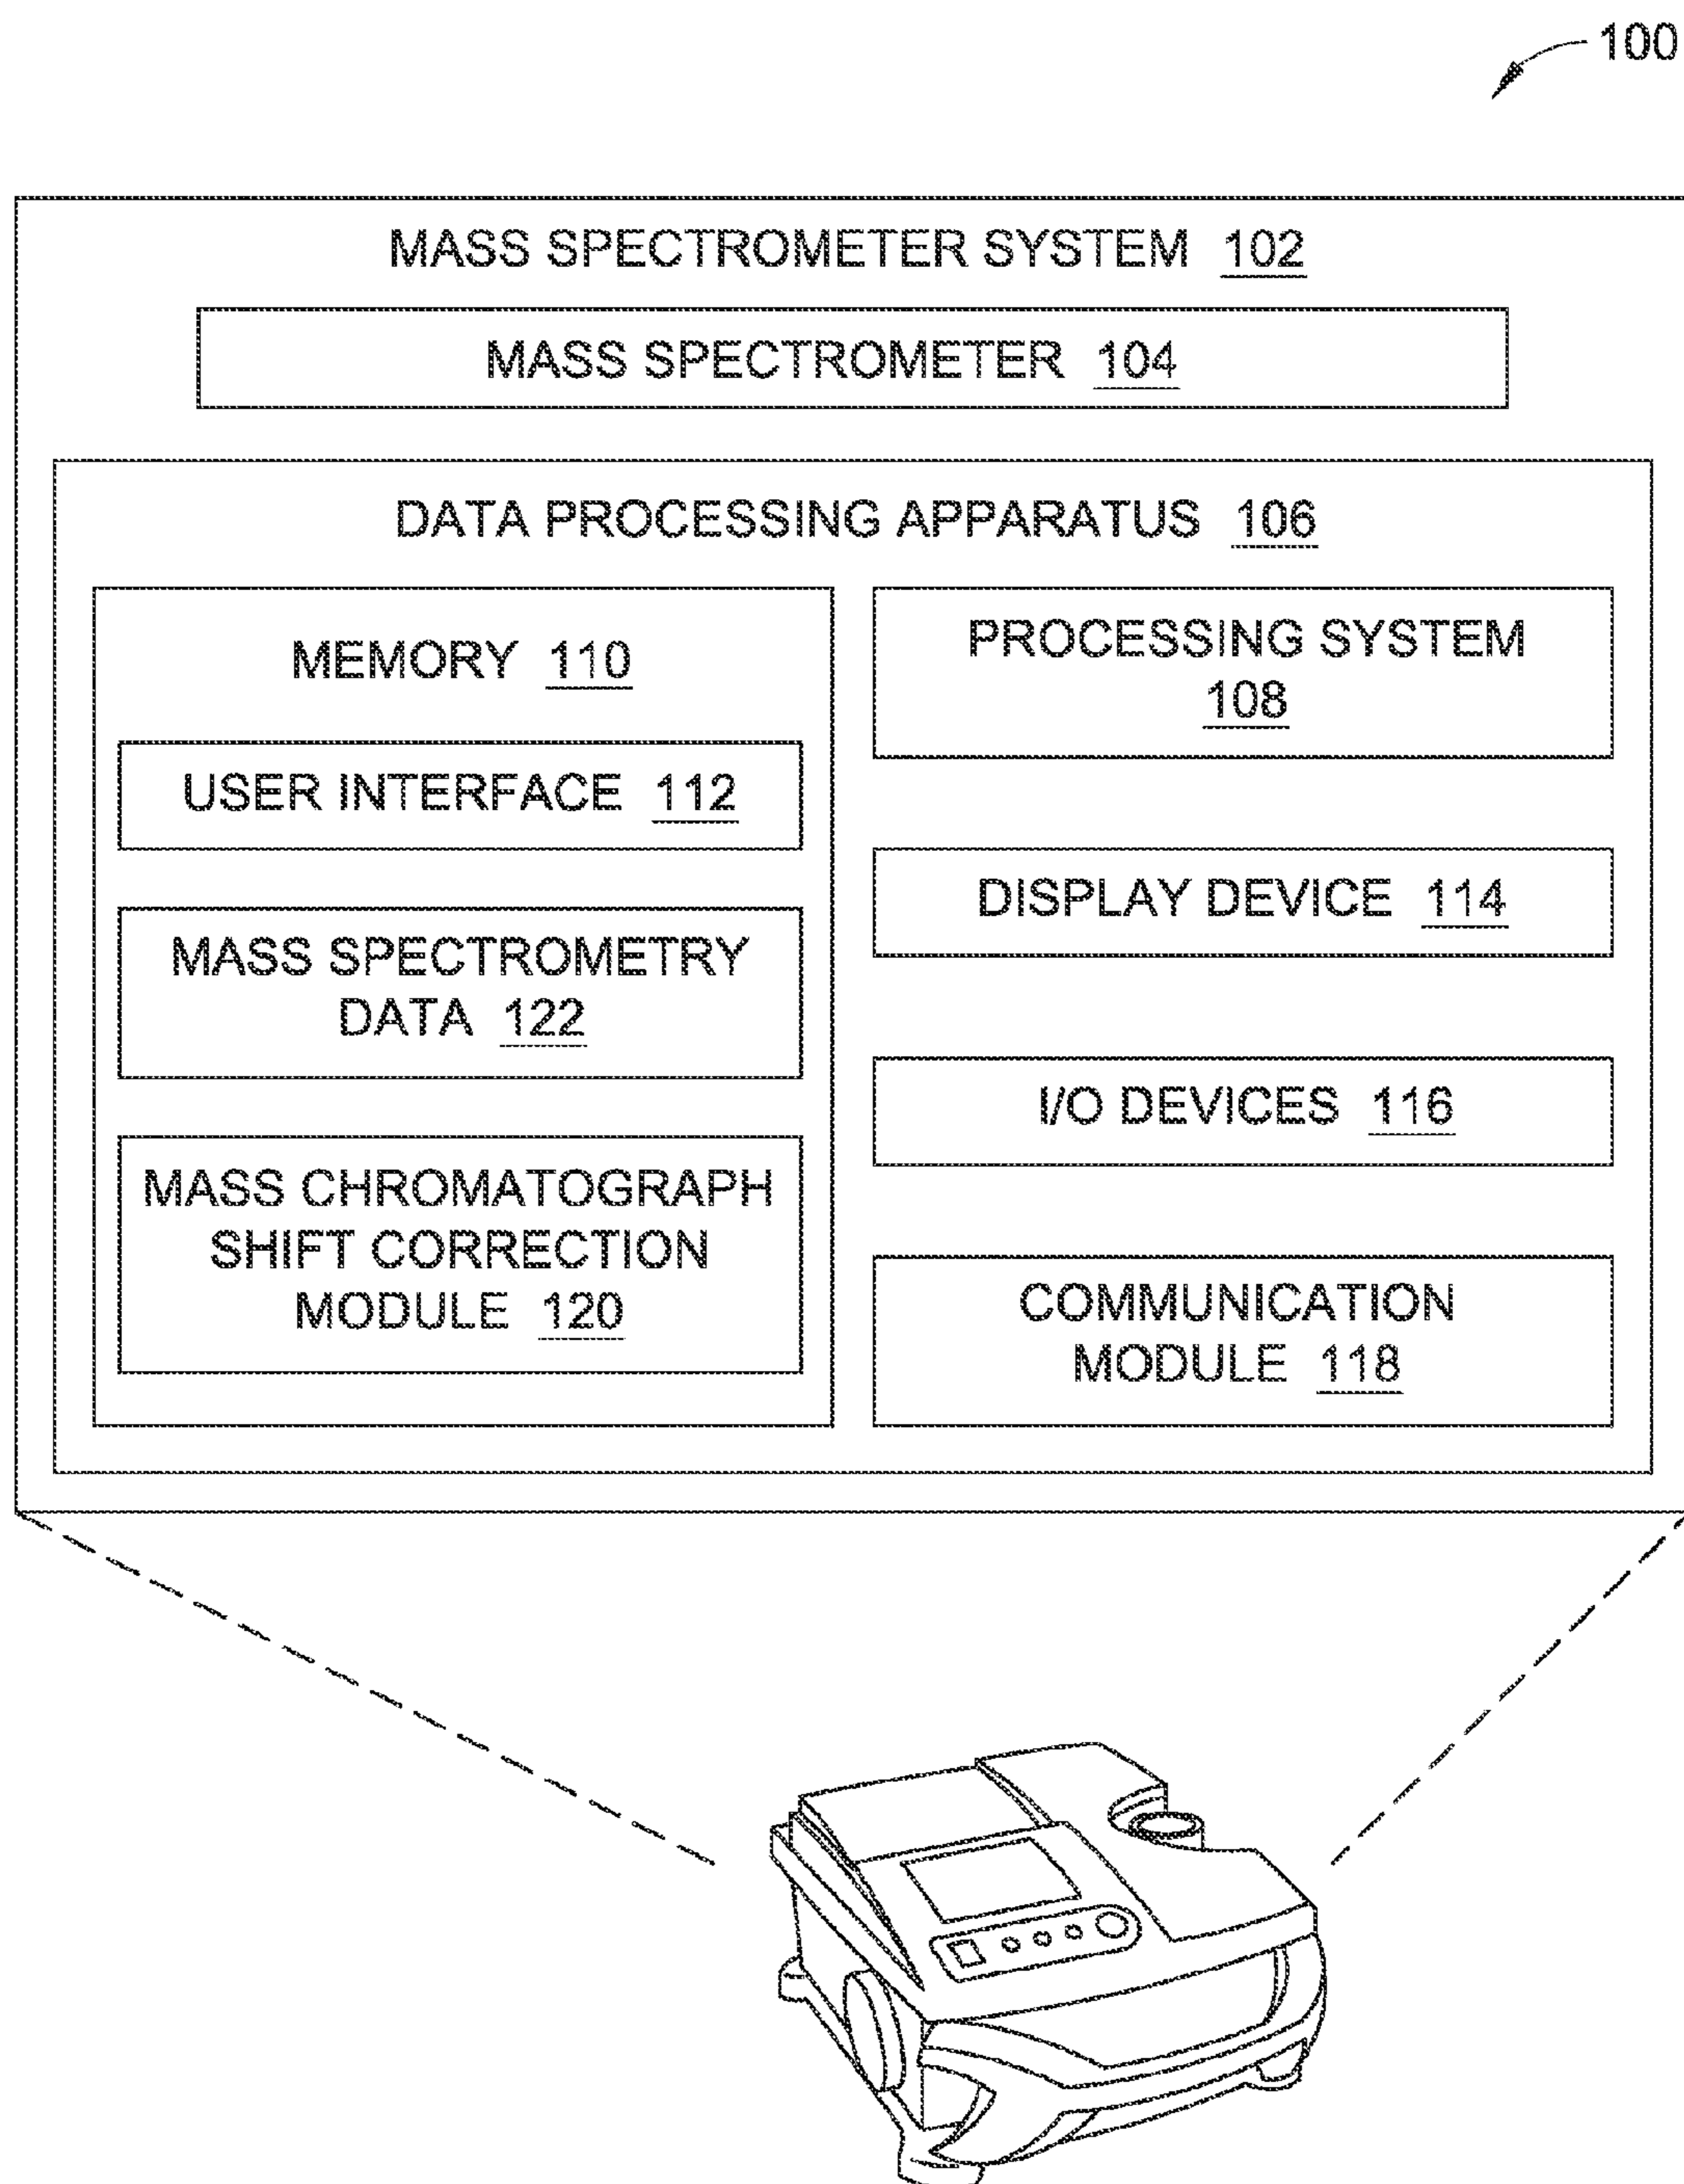 100
MASS SPECTROMETER SYSTEM 102
MASS SPECTROMETER 104
DATA PROCESSING APPARATUS 106
MEMORY 110
USER INTERFACE 112
MASS SPECTROMETRY
DATA 122
MASS CHROMATOGRAPH
SHIFT CORRECTION
MODULE 120
PROCESSING SYSTEM
108
DISPLAY DEVICE 114
I/O DEVICES 116
COMMUNICATION
MODULE 118